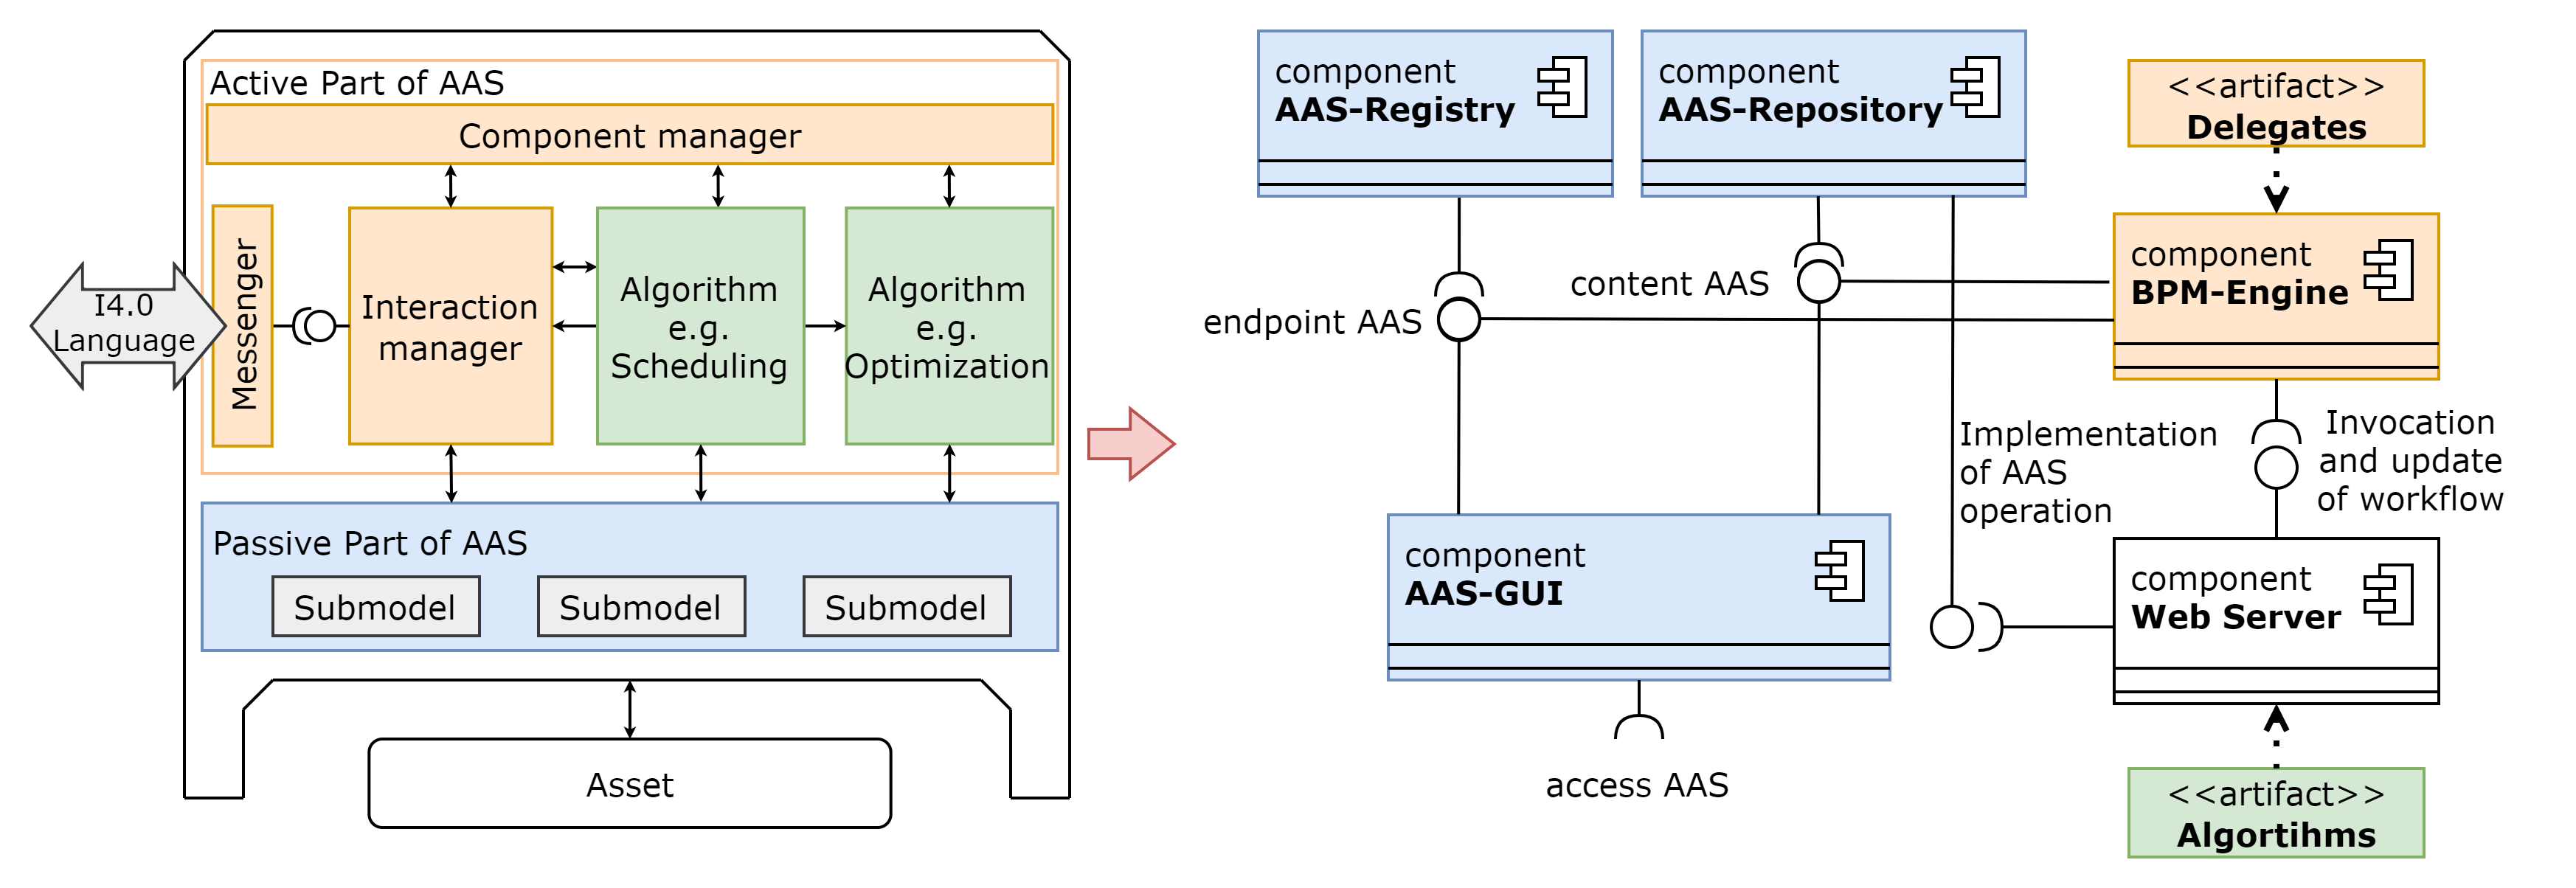 Active Part of AAS
Component manager
Messenger
I4.0
Language
Interaction
manager
Algorithm
e.g.
Scheduling
Algorithm
e.g.
Optimization
Passive Part of AAS
Submodel
Submodel
Submodel
Asset
component
AAS-Registry
component
AAS-Repository
<<artifact>>
Delegates
component
BPM-Engine
content AAS
endpoint AAS
Implementation
of AAS
operation
Invocation
and update
of workflow
component
AAS-GUI
component
Web Server
access AAS
<<artifact>>
Algortihms